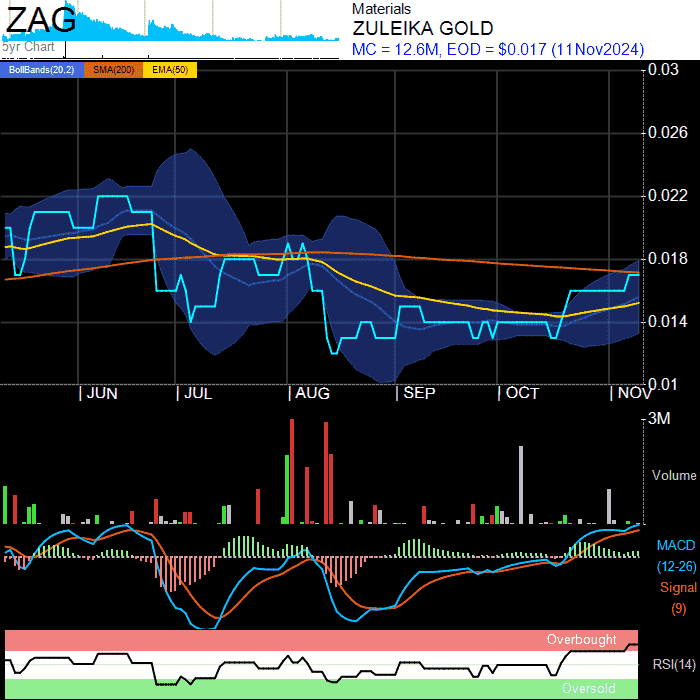 ZAG
5yr Chart
Materials
ZULEIKA GOLD
MC = 12.6M, EOD = $0.017 (11Nov2024)
BollBands(20,2) SMA(200) EMA(50)
0.03
0.026
0.022
0.018
0.014
0.01
JUN JUL AUG SEP OCT NOV
3M
Volume
MACD
(12-26)
Signal
(9)
Overbought
RSI(14)
Oversold